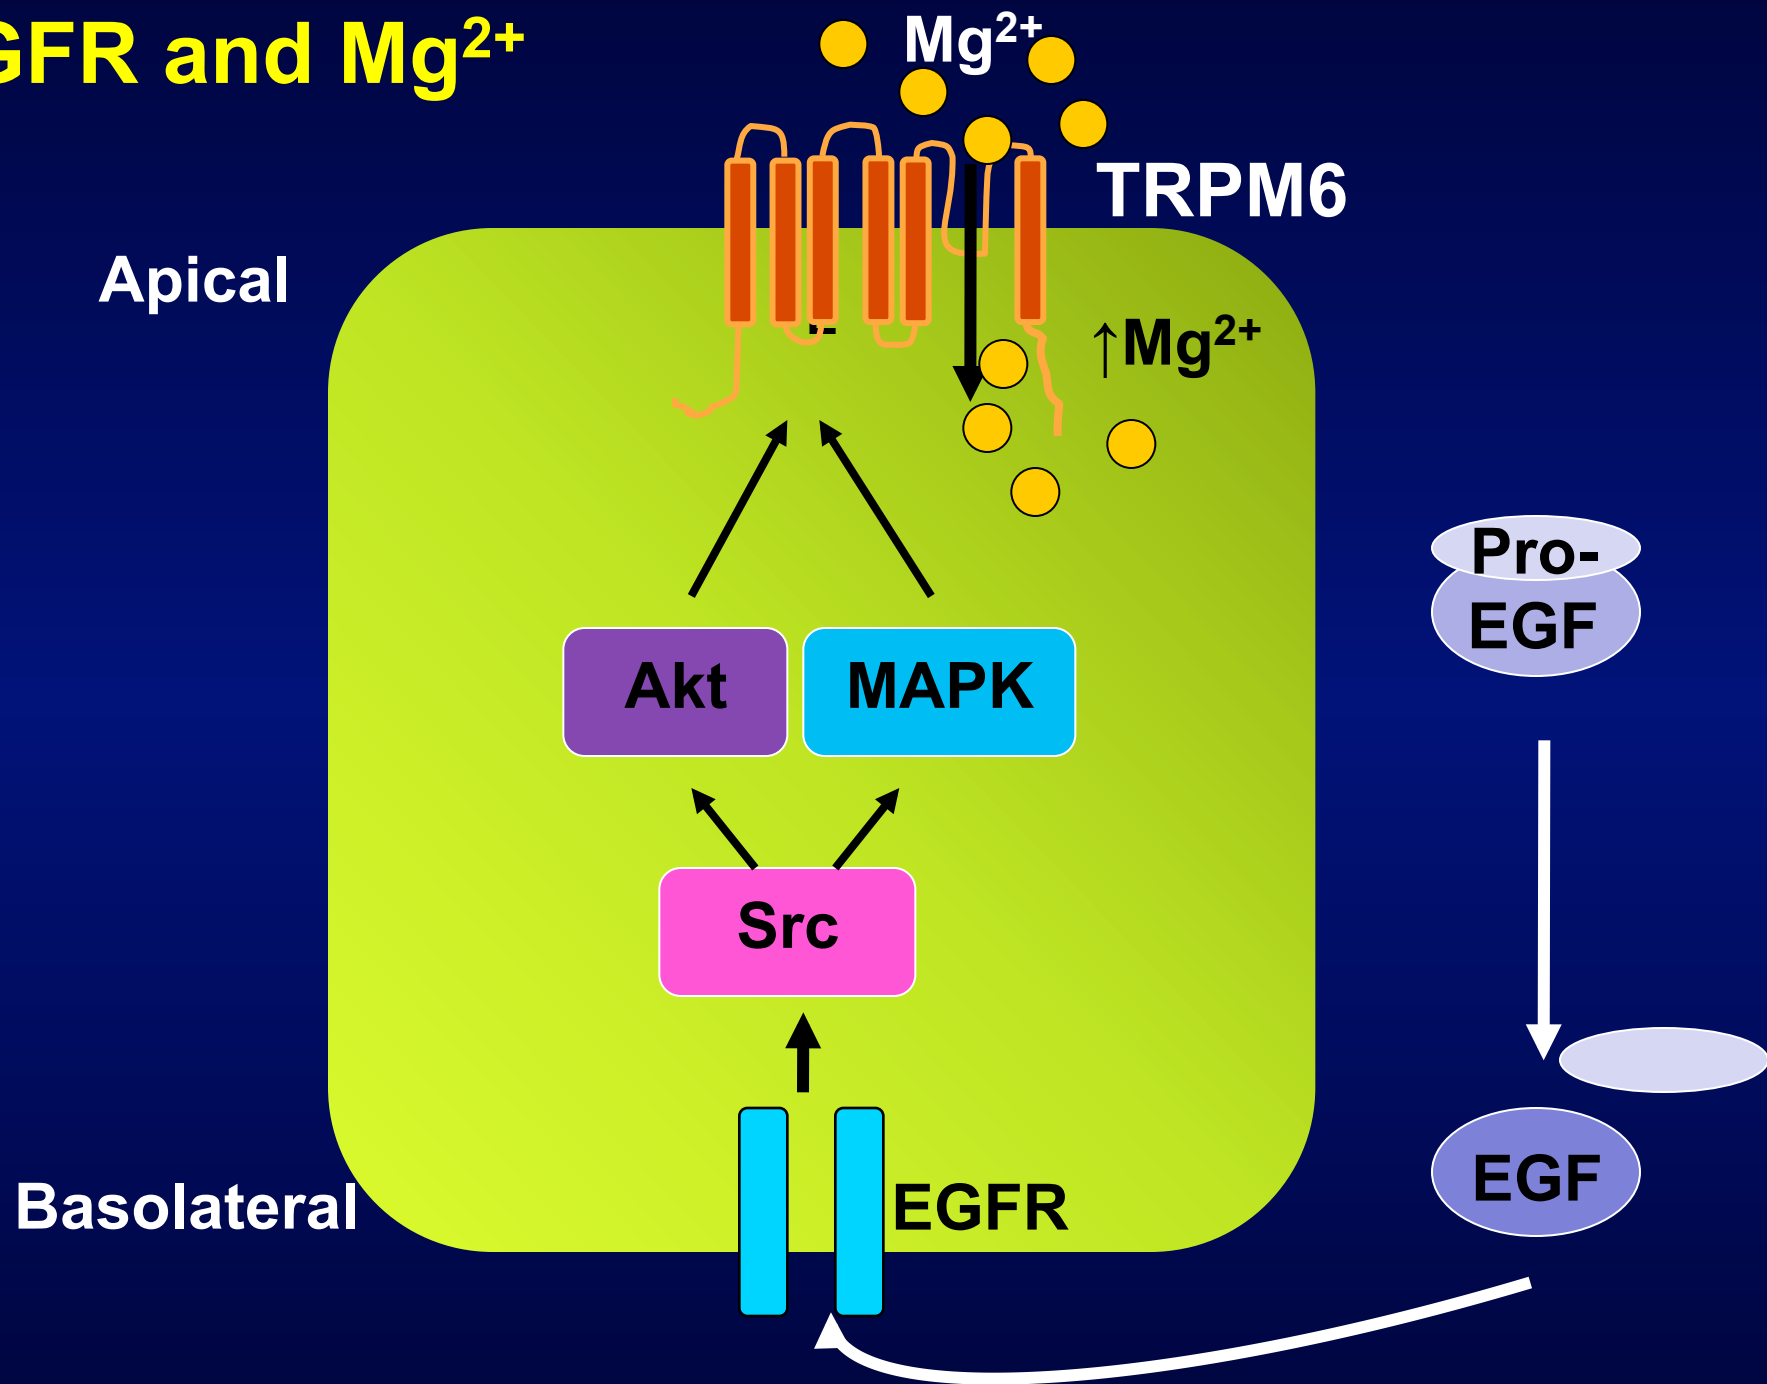 GFR and Mg²⁺
Mg²⁺
TRPM6
Apical
↑Mg²⁺
Pro-
EGF
Akt
MAPK
Src
EGF
Basolateral
EGFR